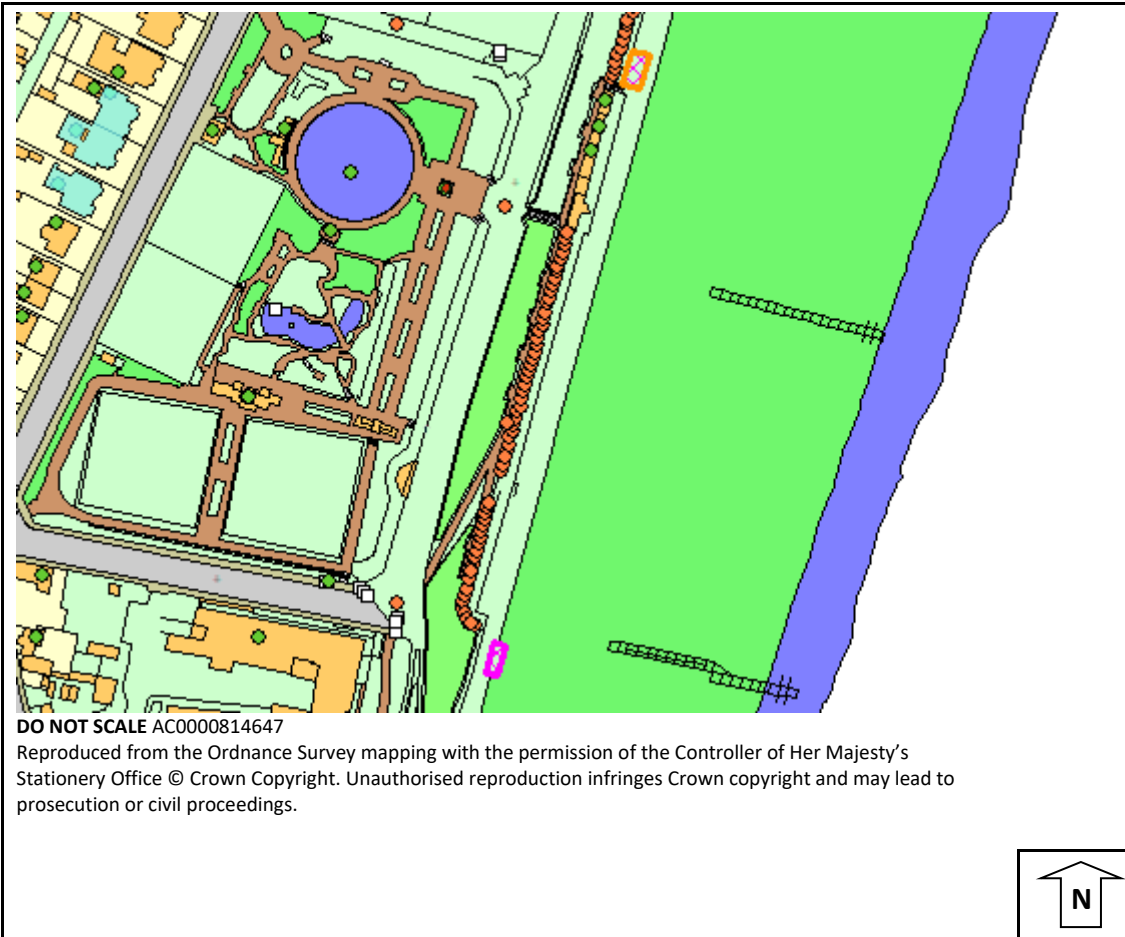 DO NOT SCALE AC0000814647
Reproduced from the Ordnance Survey mapping with the permission of the Controller of Her Majesty’s
Stationery Office © Crown Copyright. Unauthorised reproduction infringes Crown copyright and may lead to
prosecution or civil proceedings.
N